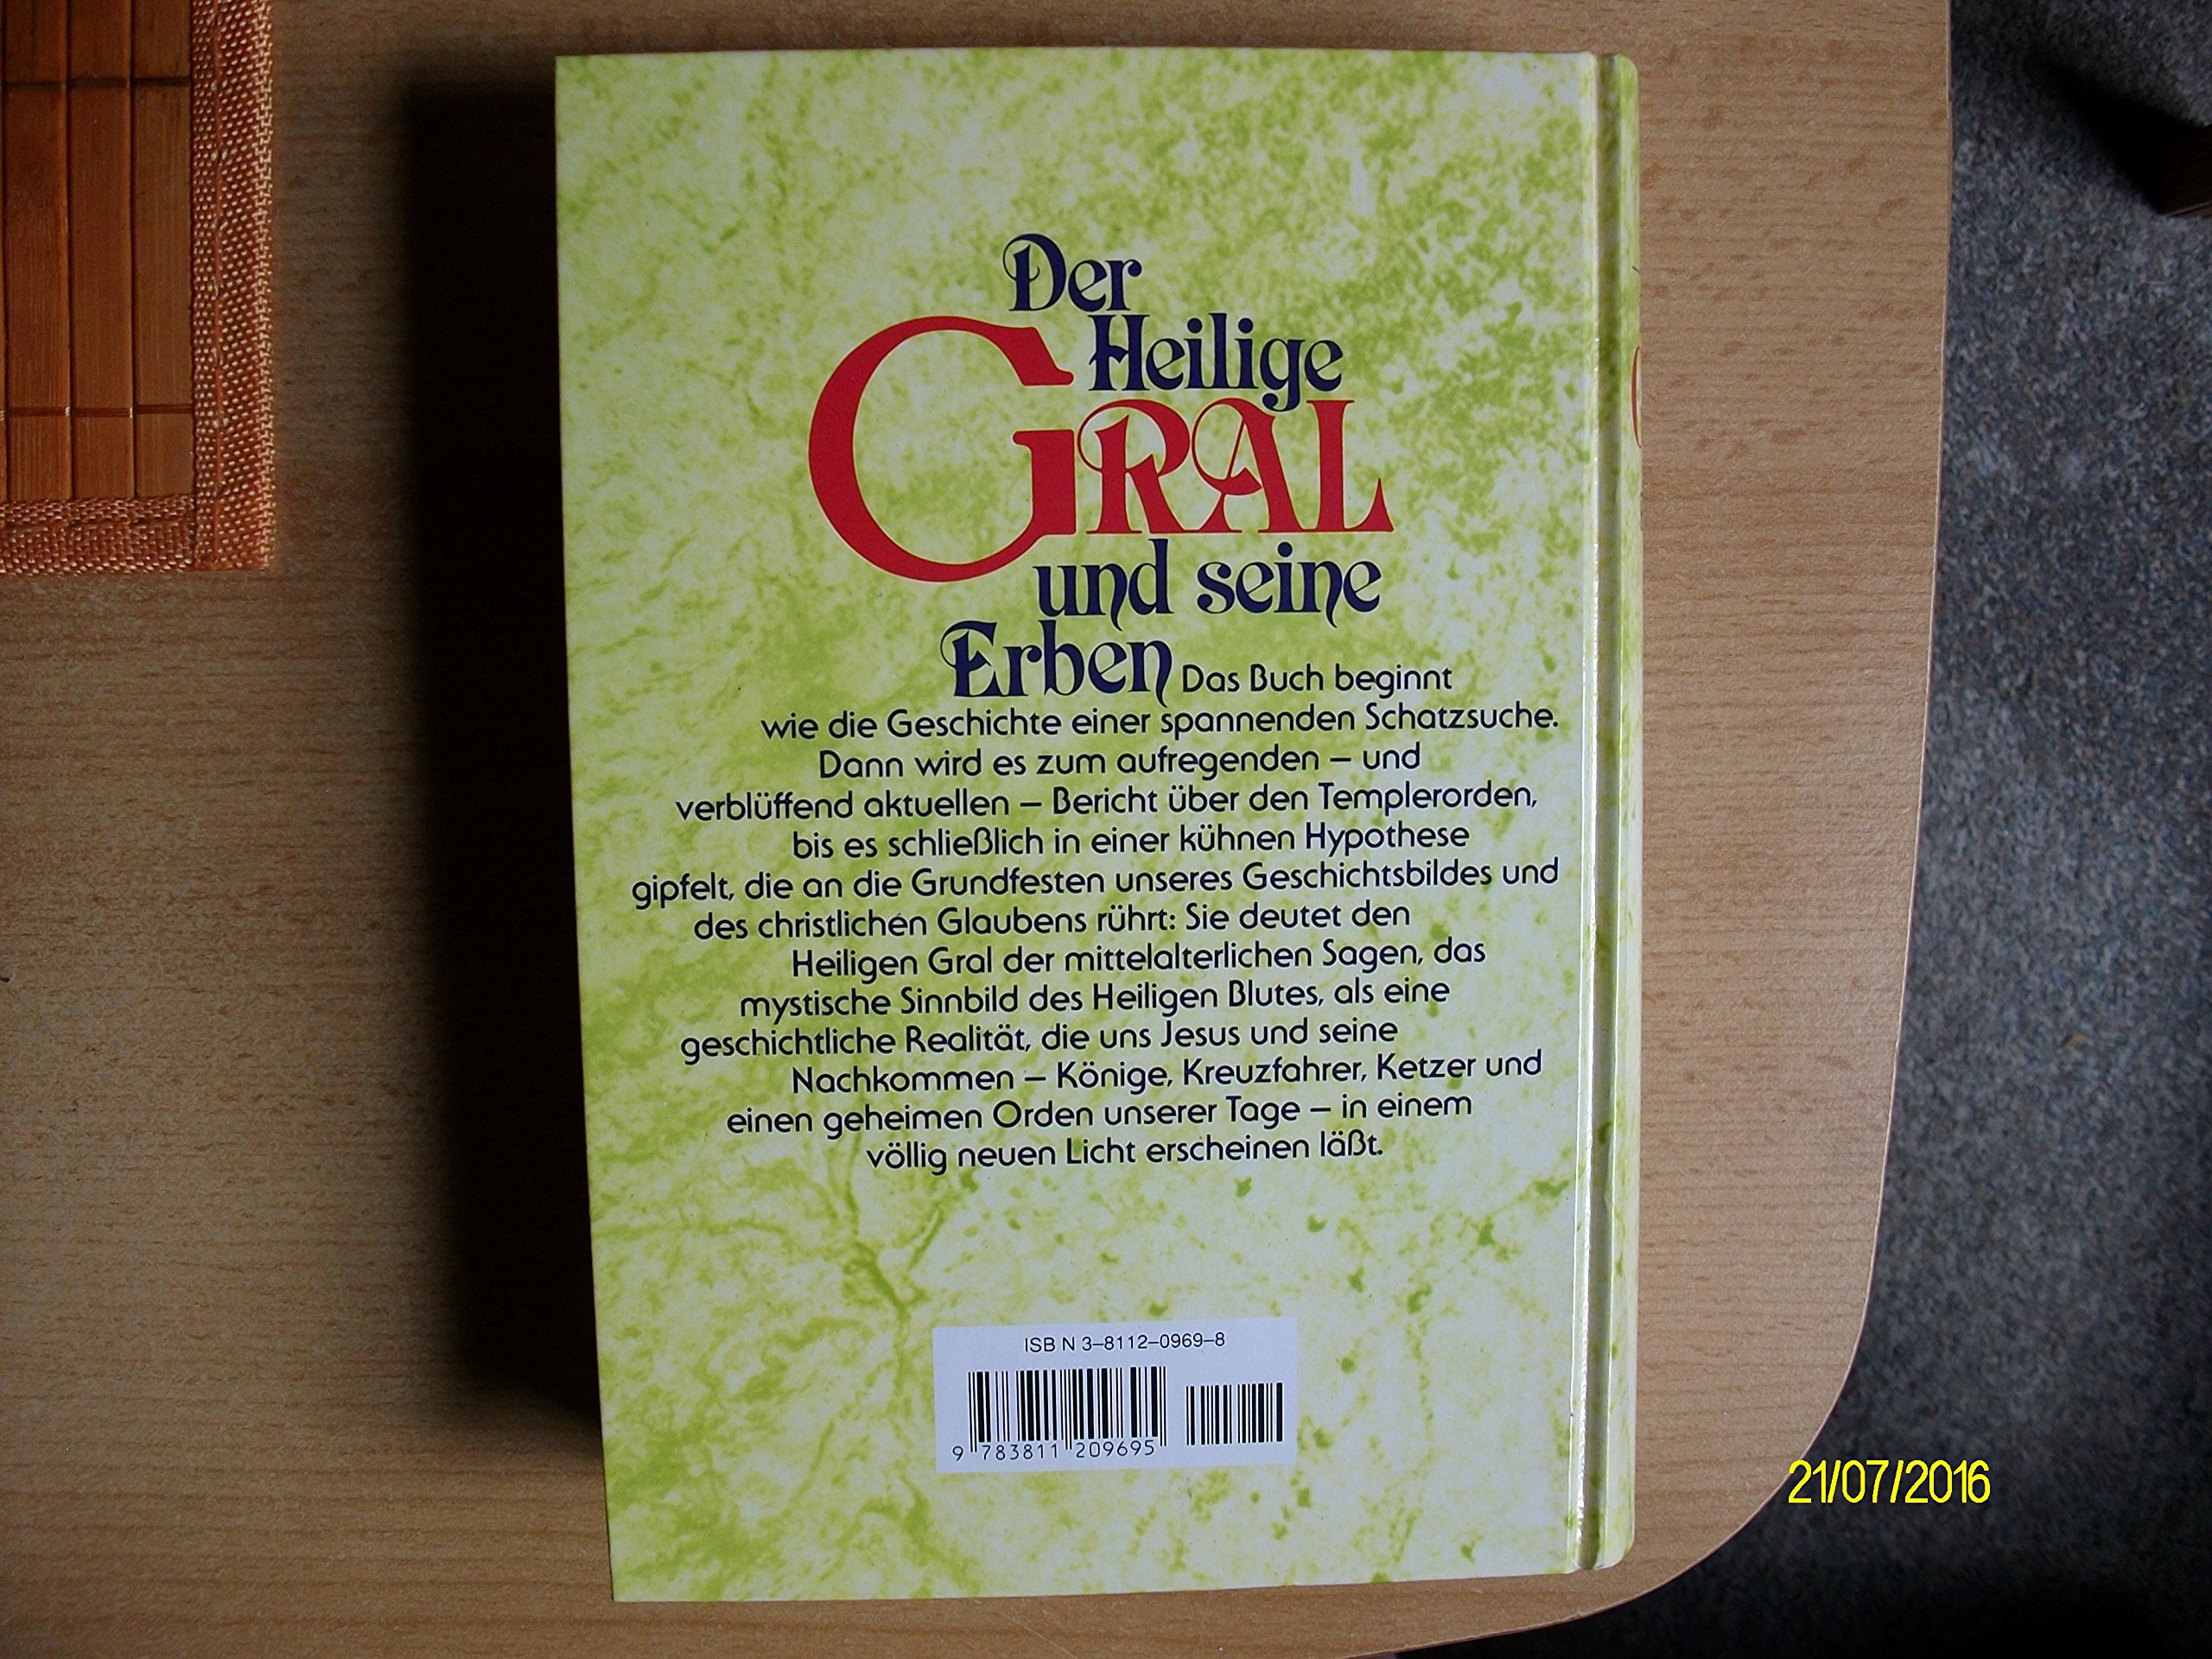 Der
Heilige
GRAL
und seine
Erben Das Buch beginnt
wie die Geschichte einer spannenden Schatzsuche.
Dann wird es zum aufregenden – und
verblüffend aktuellen – Bericht über den Templerorden,
bis es schließlich in einer kühnen Hypothese
gipfelt, die an die Grundfesten unseres Geschichtsbildes und
des christlichen Glaubens rührt: Sie deutet den
Heiligen Gral der mittelalterlichen Sagen, das
mystische Sinnbild des Heiligen Blutes, als eine
geschichtliche Realität, die uns Jesus und seine
Nachkommen – Könige, Kreuzfahrer, Ketzer und
einen geheimen Orden unserer Tage – in einem
völlig neuen Licht erscheinen läßt.
ISB N 3–8112–0969–8
9 783811 209695
21/07/2016